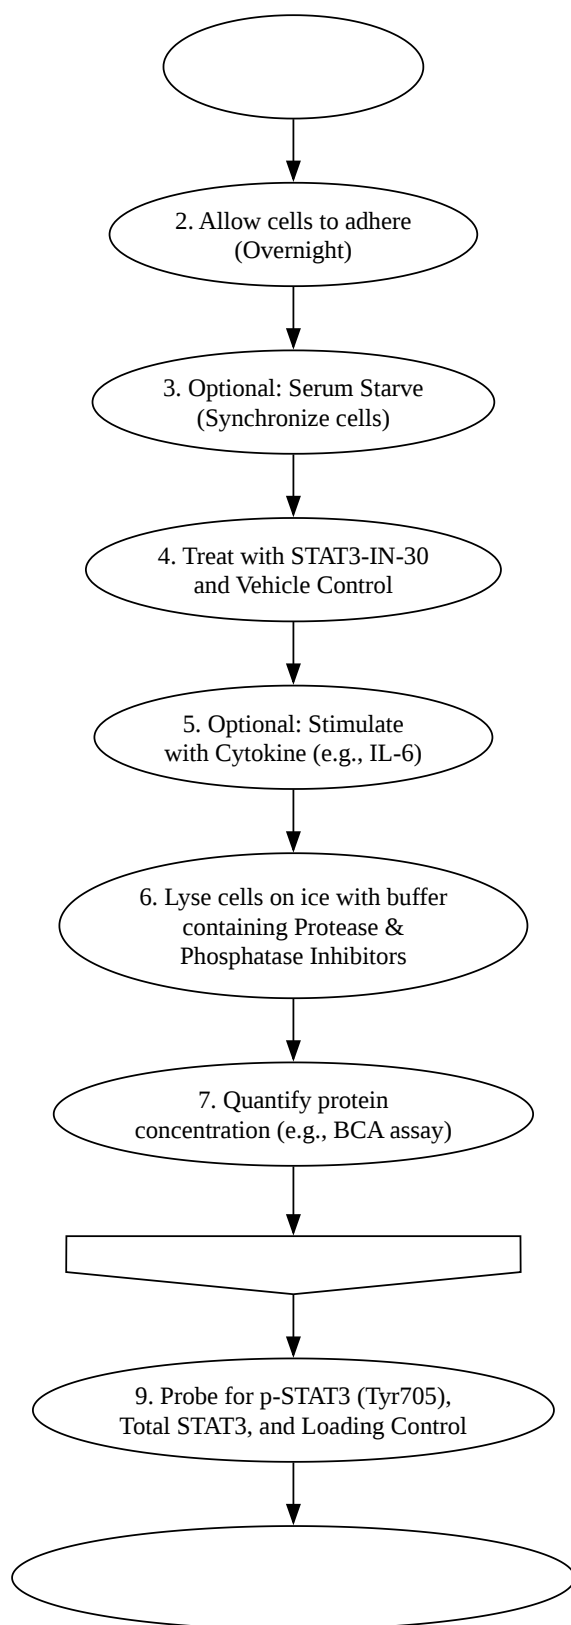 2. Allow cells to adhere
(Overnight)
3. Optional: Serum Starve
(Synchronize cells)
4. Treat with STAT3-IN-30
and Vehicle Control
5. Optional: Stimulate
with Cytokine (e.g., IL-6)
6. Lyse cells on ice with buffer
containing Protease &
Phosphatase Inhibitors
7. Quantify protein
concentration (e.g., BCA assay)
9. Probe for p-STAT3 (Tyr705),
Total STAT3, and Loading Control